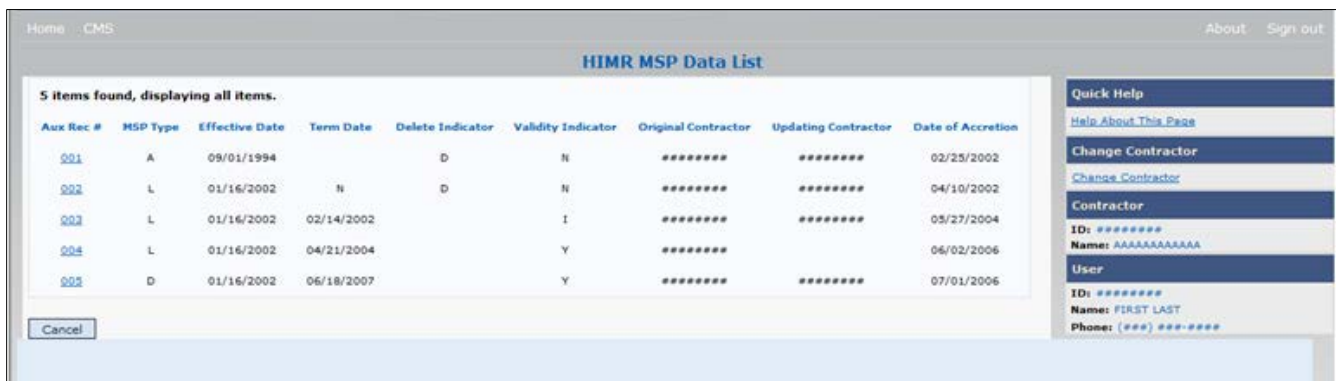 Home CMS About Sign out
HIMR MSP Data List
5 items found, displaying all items.
Aux Rec # MSP Type Effective Date Term Date Delete Indicator Validity Indicator Original Contractor Updating Contractor Date of Accretion
001 A 09/01/1994 D N ######## ######## 02/25/2002
002 L 01/16/2002 N D N ######## ######## 04/10/2002
003 L 01/16/2002 02/14/2002 I ######## ######## 05/27/2004
004 L 01/16/2002 04/21/2004 Y ######## 06/02/2006
005 D 01/16/2002 06/18/2007 Y ######## ######## 07/01/2006
Cancel
Quick Help
Help About This Page
Change Contractor
Change Contractor
Contractor
ID: ########
Name: AAAAAAAAAAAA
User
ID: ########
Name: FIRST LAST
Phone: (###) ###-####